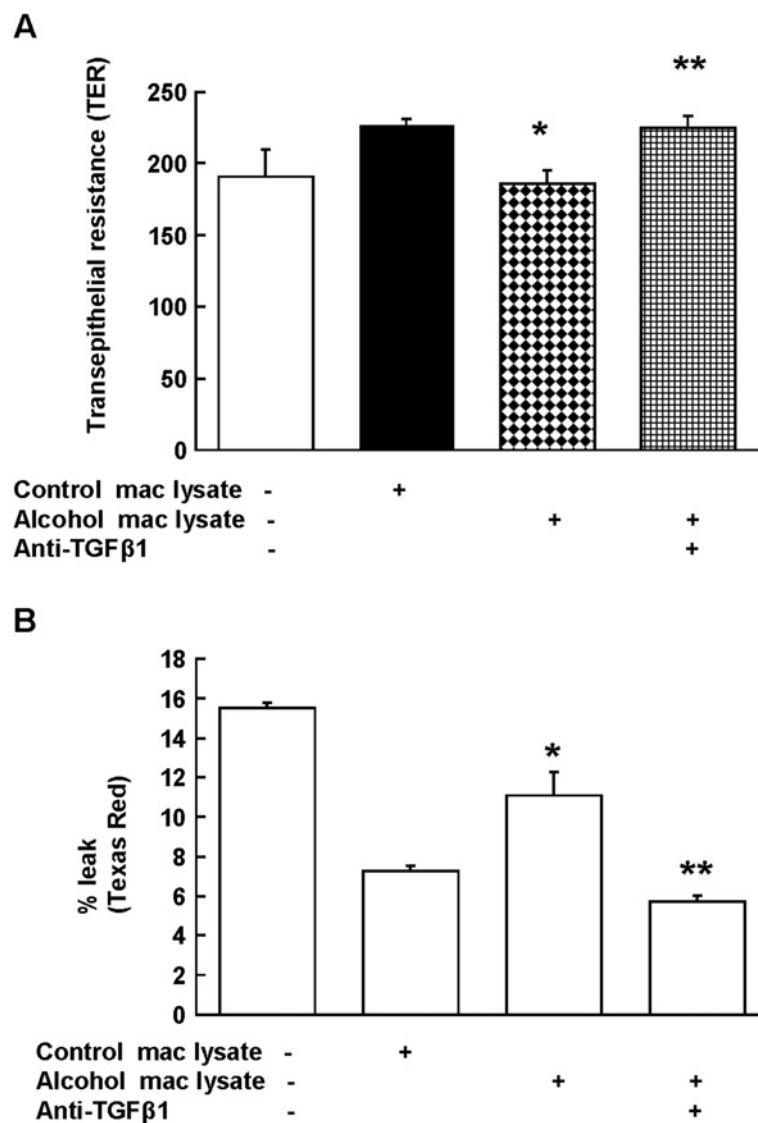 A
Transepithelial resistance (TER)
**
250
*
200
150
100
50
0
Control mac lysate - +
Alcohol mac lysate - + +
Anti-TGFβ1 - +
B
% leak
(Texas Red)
18
16
14
*
12
10
8
**
6
4
2
0
Control mac lysate - +
Alcohol mac lysate - + +
Anti-TGFβ1 - +